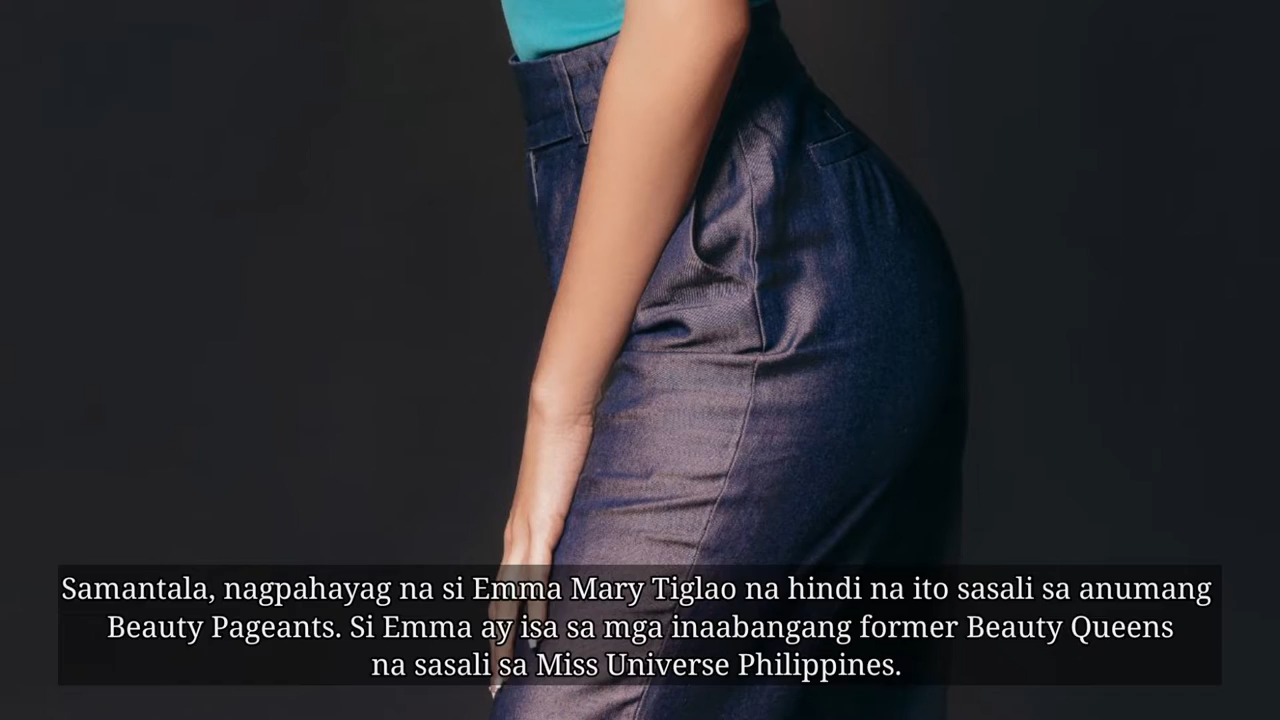 Samantala, nagpahayag na si Emma Mary Tiglao na hindi na ito sasali sa anumang
Beauty Pageants. Si Emma ay isa sa mga inaabangang former Beauty Queens
na sasali sa Miss Universe Philippines.